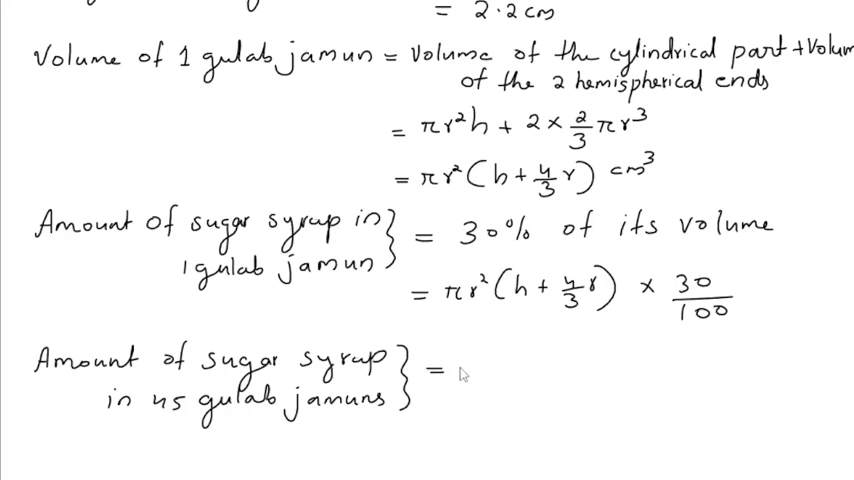 = 2.2 cm
Volume of 1 gulab jamun = Volume of the cylindrical part + Volum
of the 2 hemispherical ends
= πr²h + 2 × 2/3 πr³
= πr² (h + 4/3 r) cm³
Amount of sugar syrup in } = 30% of its volume
1 gulab jamun
= πr² (h + 4/3 r) × 30/100
Amount of sugar syrup } =
in 45 gulab jamuns